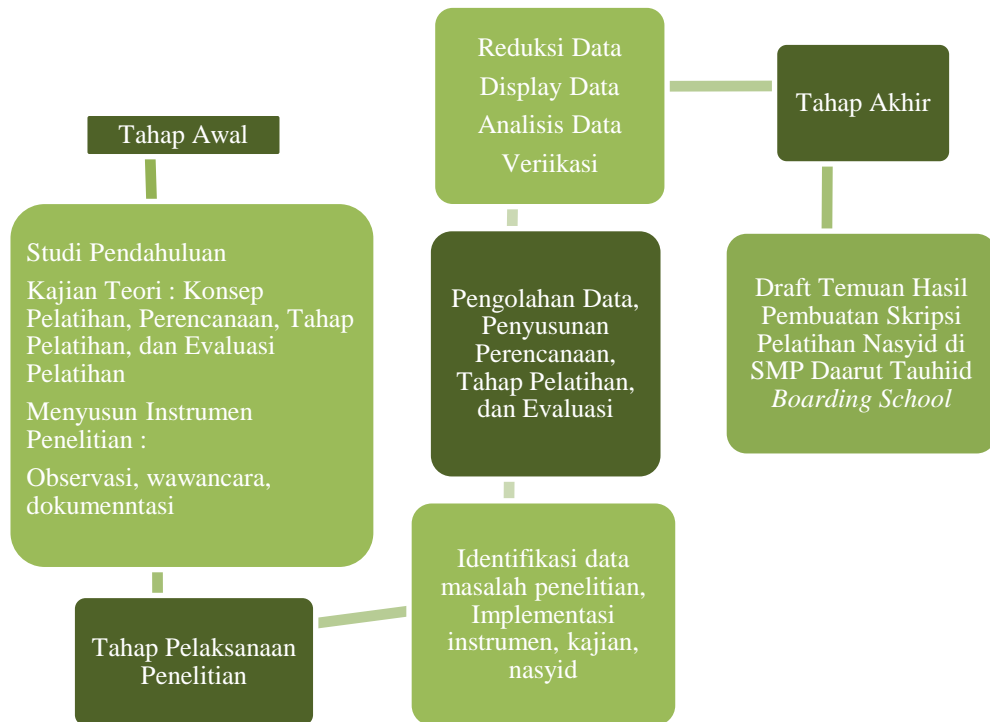 Tahap Awal
Studi Pendahuluan
Kajian Teori : Konsep
Pelatihan, Perencanaan, Tahap
Pelatihan, dan Evaluasi
Pelatihan
Menyusun Instrumen
Penelitian :
Observasi, wawancara,
dokumenntasi
Tahap Pelaksanaan
Penelitian
Identifikasi data
masalah penelitian,
Implementasi
instrumen, kajian,
nasyid
Pengolahan Data,
Penyusunan
Perencanaan,
Tahap Pelatihan,
dan Evaluasi
Reduksi Data
Display Data
Analisis Data
Veriikasi
Tahap Akhir
Draft Temuan Hasil
Pembuatan Skripsi
Pelatihan Nasyid di
SMP Daarut Tauhiid
Boarding School